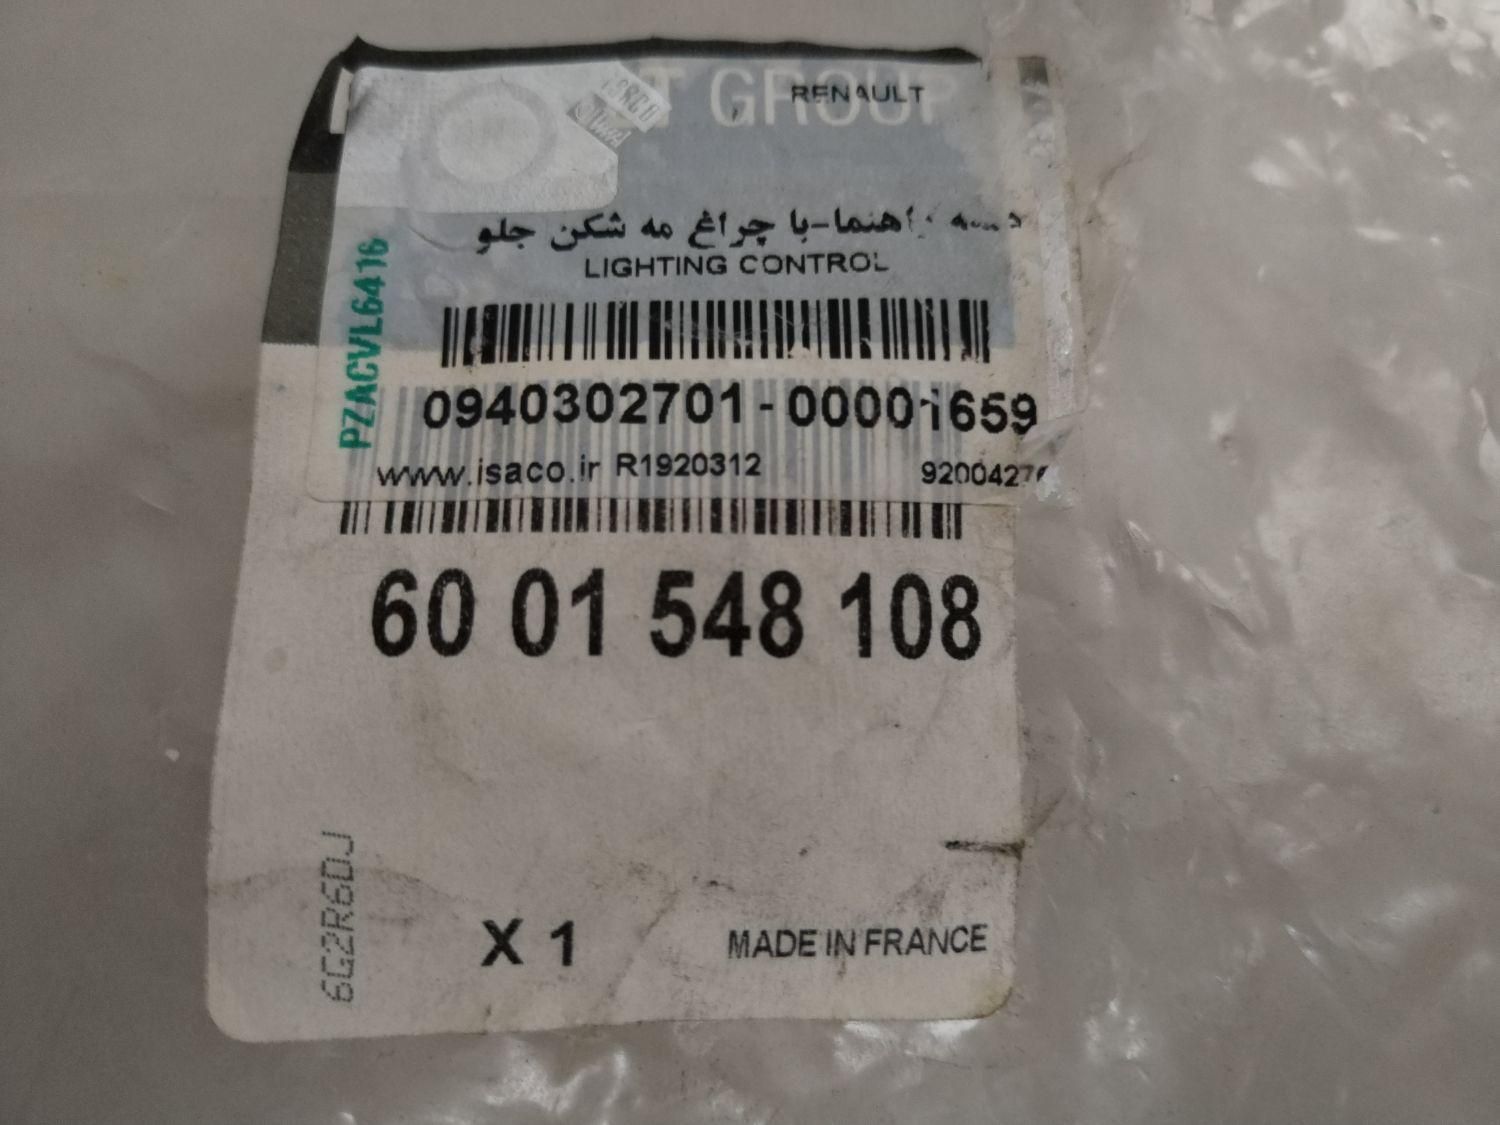 GROUP
RENAULT
راهنما-با چراغ مه شکن جلو
LIGHTING CONTROL
PZACVL6416
0940302701-00001659
www.isaco.ir R1920312
60 01 548 108
6G2R6DJ
X 1
MADE IN FRANCE